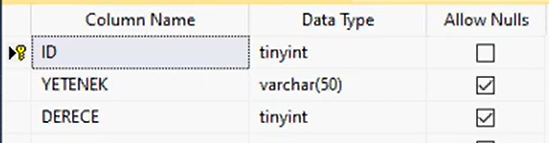 Column Name Data Type Allow Nulls
ID tinyint
YETENEK varchar(50)
DERECE tinyint